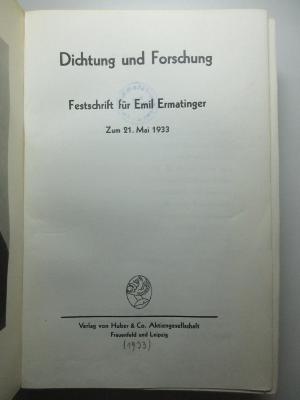 Dichtung und Forschung
Festschrift für Emil Ermatinger
Zum 21. Mai 1933
Verlag von Huber & Co. Aktiengesellschaft
Frauenfeld und Leipzig
(1933)